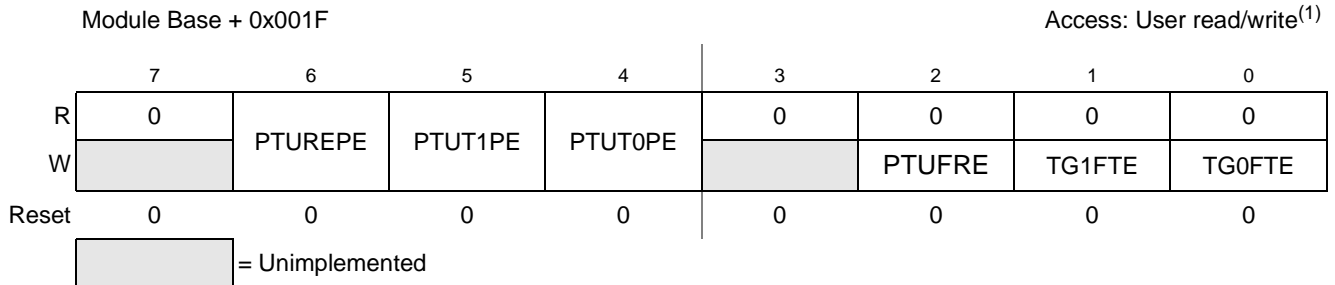 Module Base + 0x001F Access: User read/write(1)
7 6 5 4 3 2 1 0
R 0 PTUREPE PTUT1PE PTUT0PE 0 0 0 0
W PTUFRE TG1FTE TG0FTE
Reset 0 0 0 0 0 0 0 0
= Unimplemented